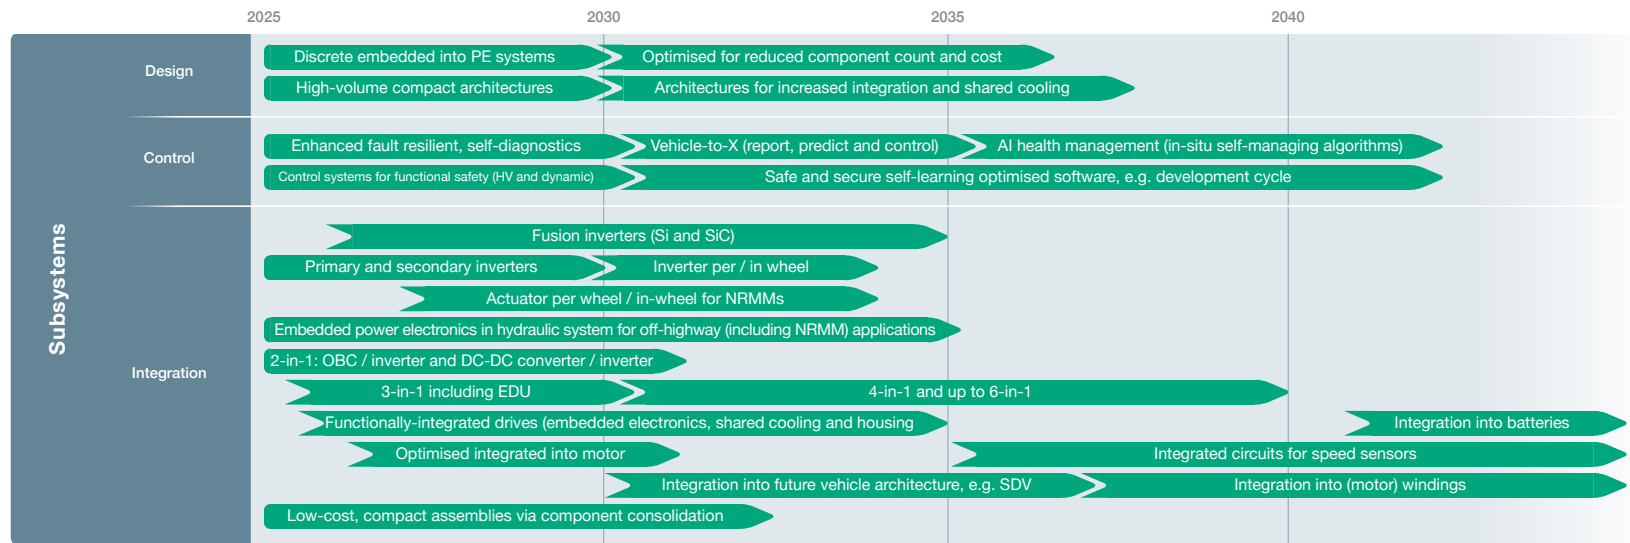 2025 2030 2035 2040
Subsystems
Design
Discrete embedded into PE systems
Optimised for reduced component count and cost
High-volume compact architectures
Architectures for increased integration and shared cooling
Control
Enhanced fault resilient, self-diagnostics
Vehicle-to-X (report, predict and control)
AI health management (in-situ self-managing algorithms)
Control systems for functional safety (HV and dynamic)
Safe and secure self-learning optimised software, e.g. development cycle
Integration
Fusion inverters (Si and SiC)
Primary and secondary inverters
Inverter per / in wheel
Actuator per wheel / in-wheel for NRMMs
Embedded power electronics in hydraulic system for off-highway (including NRMM) applications
2-in-1: OBC / inverter and DC-DC converter / inverter
3-in-1 including EDU
4-in-1 and up to 6-in-1
Functionally-integrated drives (embedded electronics, shared cooling and housing
Integration into batteries
Optimised integrated into motor
Integrated circuits for speed sensors
Integration into future vehicle architecture, e.g. SDV
Integration into (motor) windings
Low-cost, compact assemblies via component consolidation